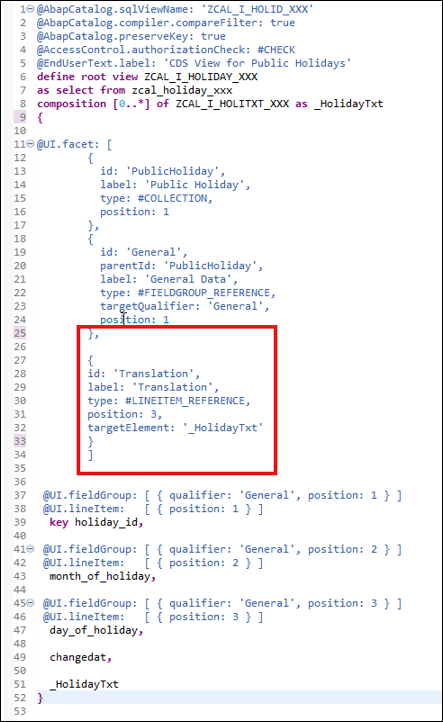 1 @AbapCatalog.sqlViewName: 'ZCAL_I_HOLID_XXX'
2 @AbapCatalog.compiler.compareFilter: true
3 @AbapCatalog.preserveKey: true
4 @AccessControl.authorizationCheck: #CHECK
5 @EndUserText.label: 'CDS View for Public Holidays'
6 define root view ZCAL_I_HOLIDAY_XXX
7 as select from zcal_holiday_xxx
8 composition [0..*] of ZCAL_I_HOLITXT_XXX as _HolidayTxt
9 {
10
11 @UI.facet: [
12 {
13 id: 'PublicHoliday',
14 label: 'Public Holiday',
15 type: #COLLECTION,
16 position: 1
17 },
18 {
19 id: 'General',
20 parentId: 'PublicHoliday',
21 label: 'General Data',
22 type: #FIELDGROUP_REFERENCE,
23 targetQualifier: 'General',
24 position: 1
25 },
26
27 {
28 id: 'Translation',
29 label: 'Translation',
30 type: #LINEITEM_REFERENCE,
31 position: 3,
32 targetElement: '_HolidayTxt'
33 }
34 ]
35
36
37 @UI.fieldGroup: [ { qualifier: 'General', position: 1 } ]
38 @UI.lineItem: [ { position: 1 } ]
39 key holiday_id,
40
41 @UI.fieldGroup: [ { qualifier: 'General', position: 2 } ]
42 @UI.lineItem: [ { position: 2 } ]
43 month_of_holiday,
44
45 @UI.fieldGroup: [ { qualifier: 'General', position: 3 } ]
46 @UI.lineItem: [ { position: 3 } ]
47 day_of_holiday,
48
49 changedat,
50
51 _HolidayTxt
52 }
53